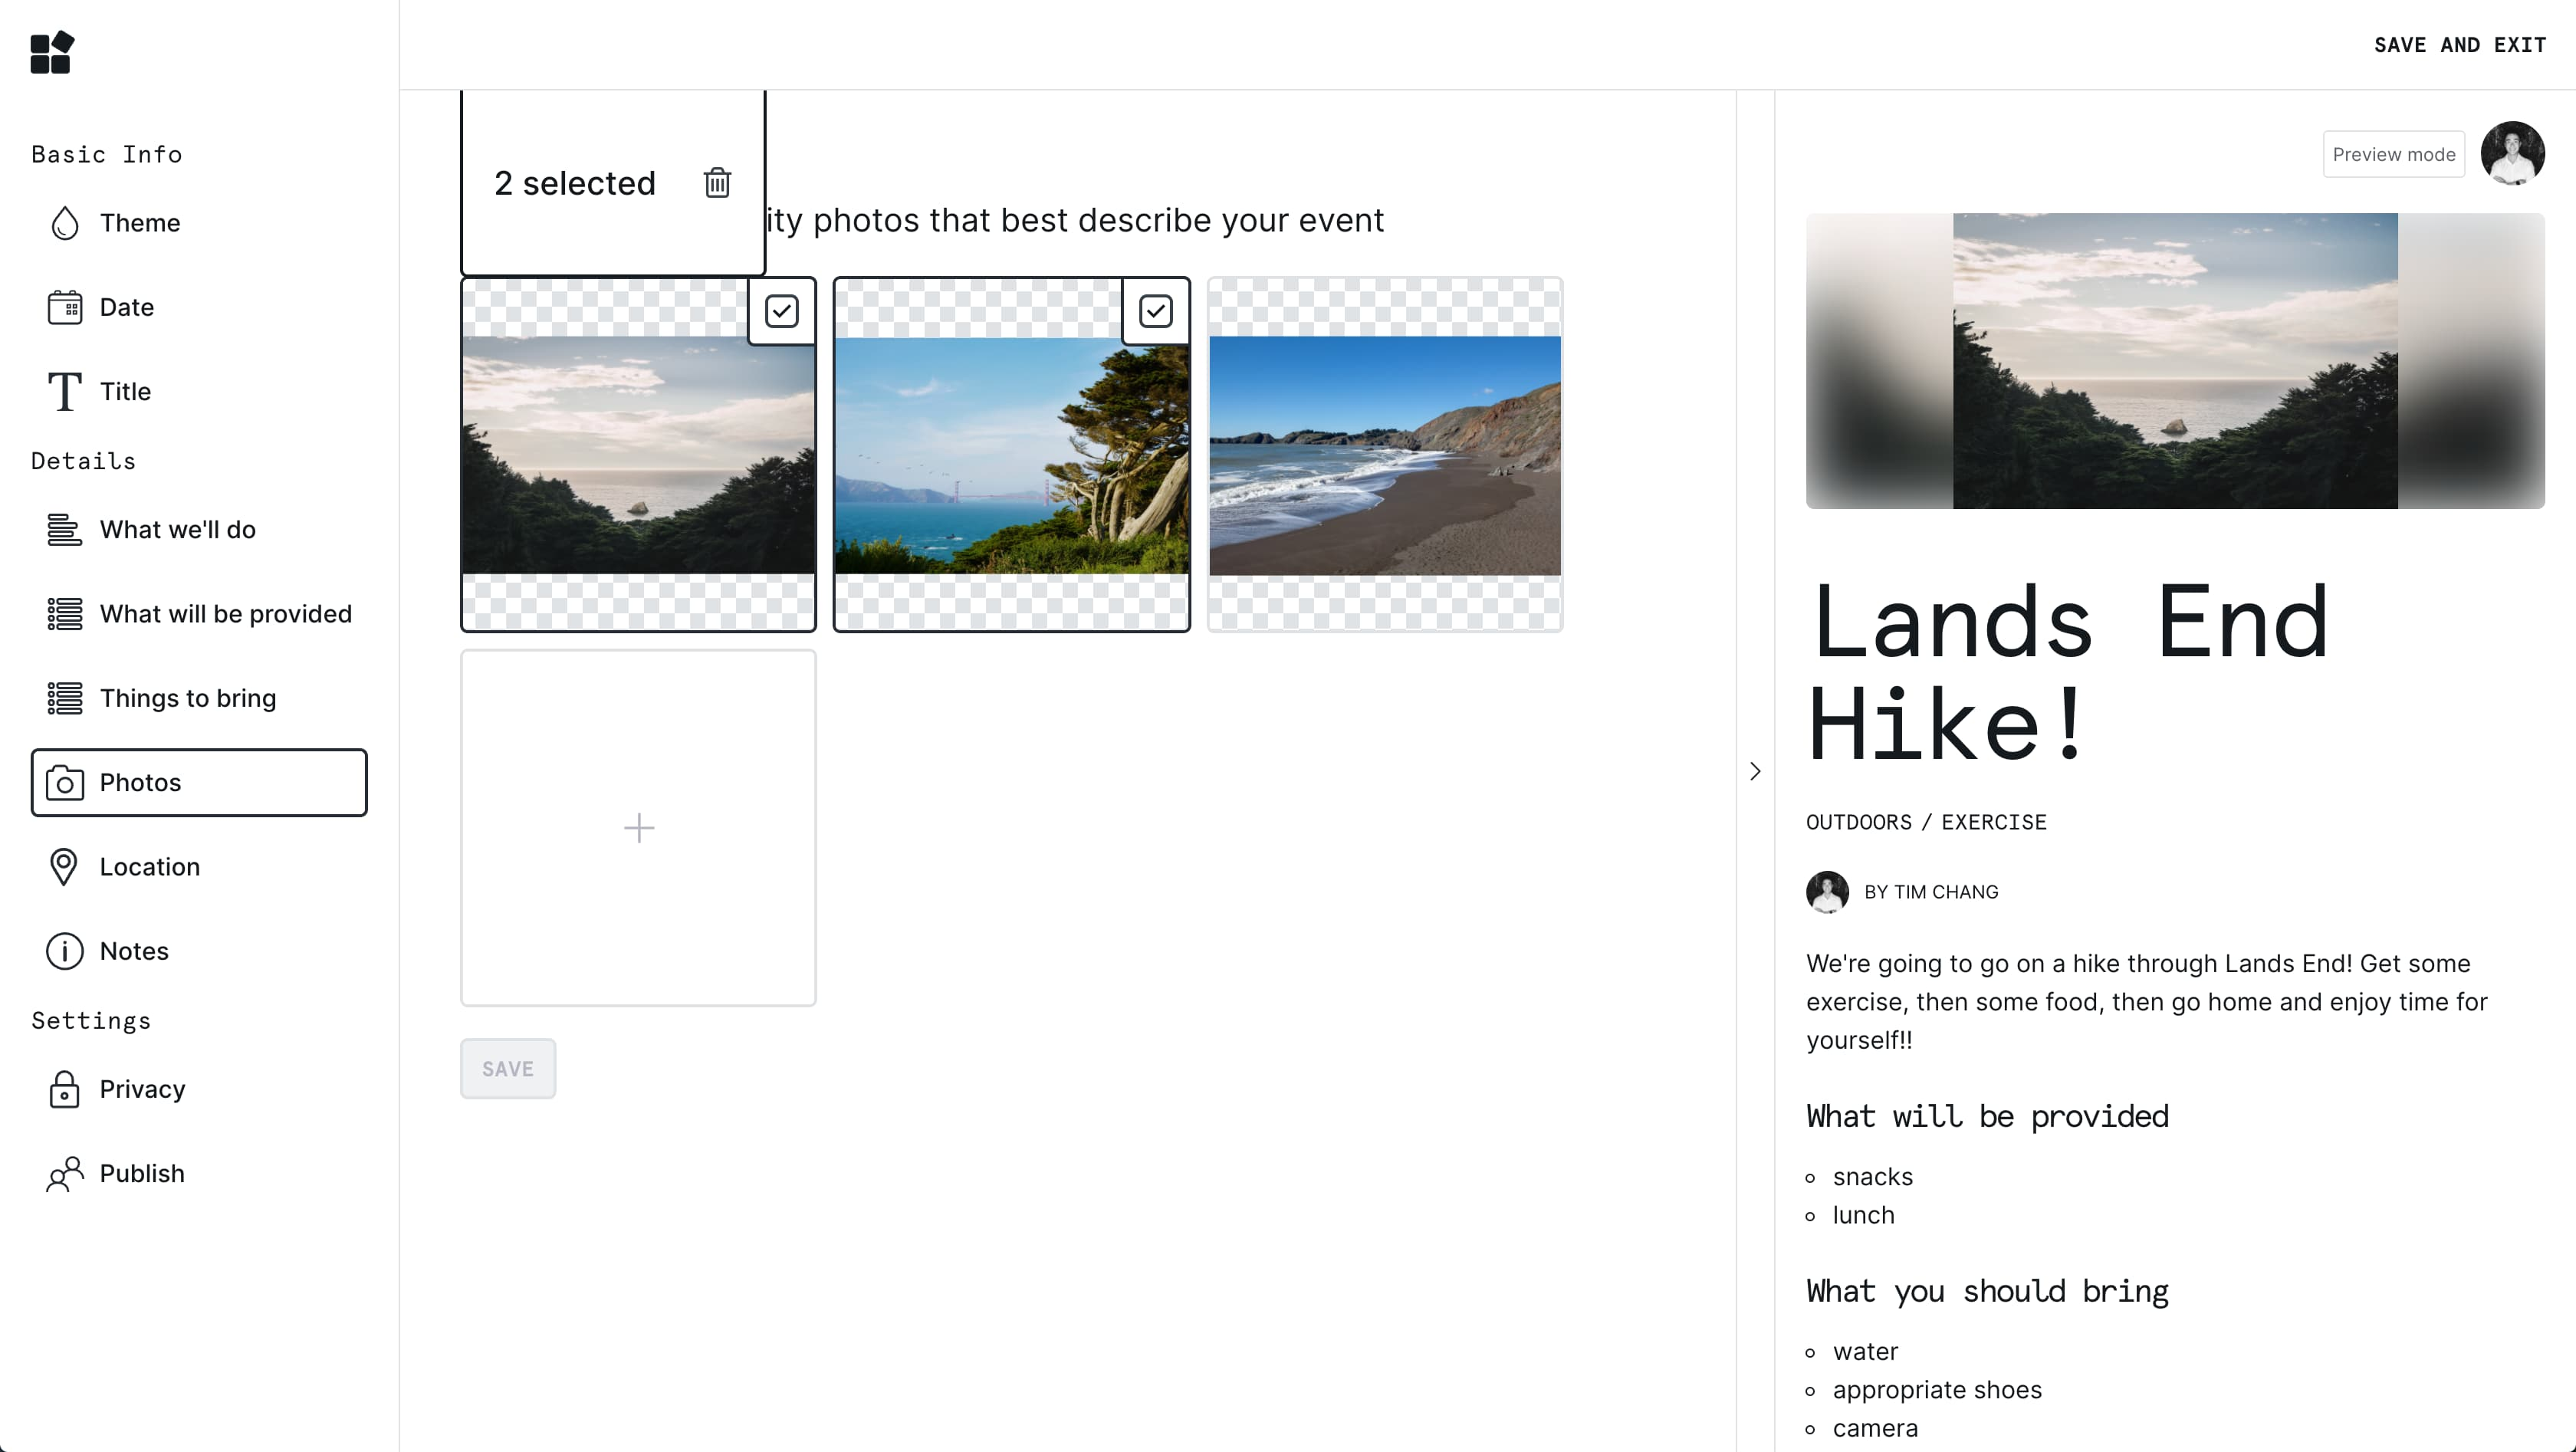 SAVE AND EXIT
Basic Info
Theme
Date
Title
Details
What we'll do
What will be provided
Things to bring
Photos
Location
Notes
Settings
Privacy
Publish
2 selected
photos that best describe your event
SAVE
Preview mode
Lands End
Hike!
OUTDOORS / EXERCISE
BY TIM CHANG
We're going to go on a hike through Lands End! Get some
exercise, then some food, then go home and enjoy time for
yourself!!
What will be provided
snacks
lunch
What you should bring
water
appropriate shoes
camera